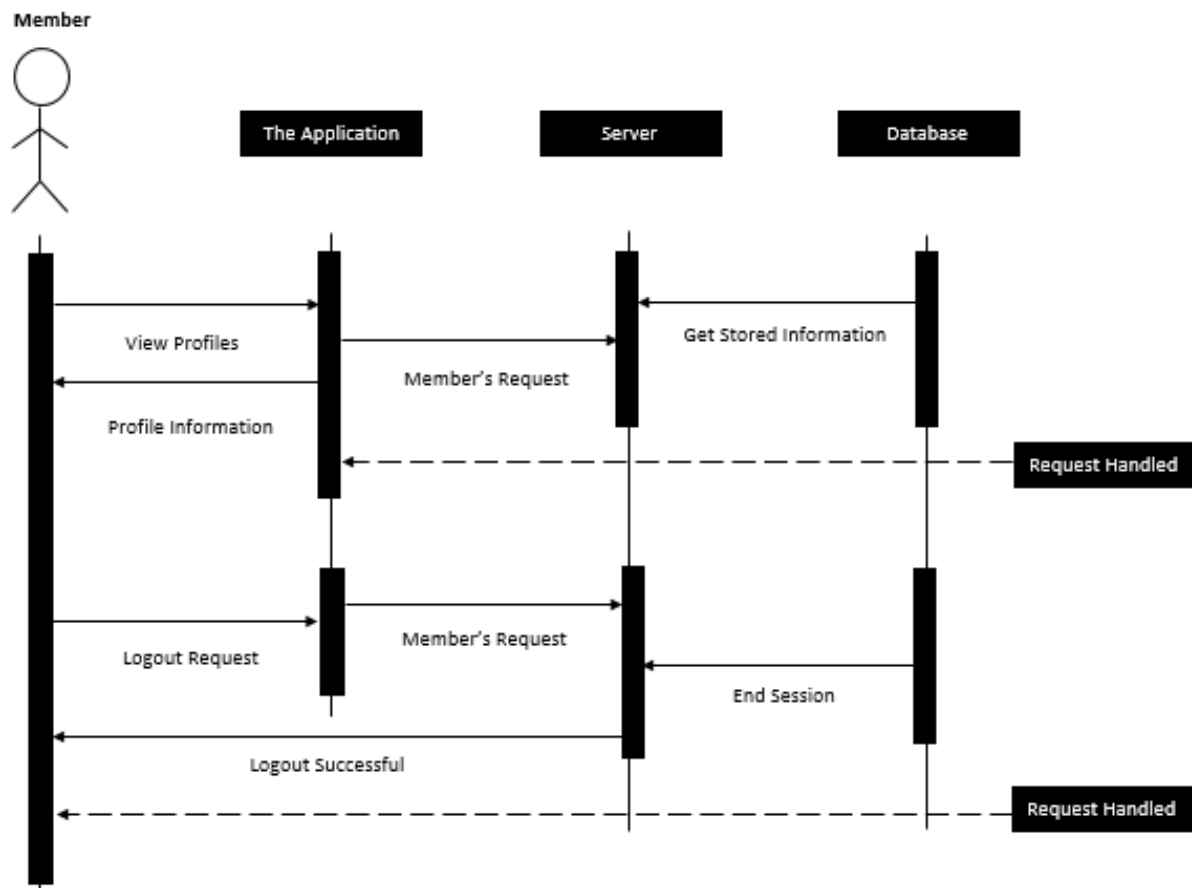 Member
The Application
Server
Database
View Profiles
Get Stored Information
Member's Request
Profile Information
Request Handled
Member's Request
Logout Request
End Session
Logout Successful
Request Handled